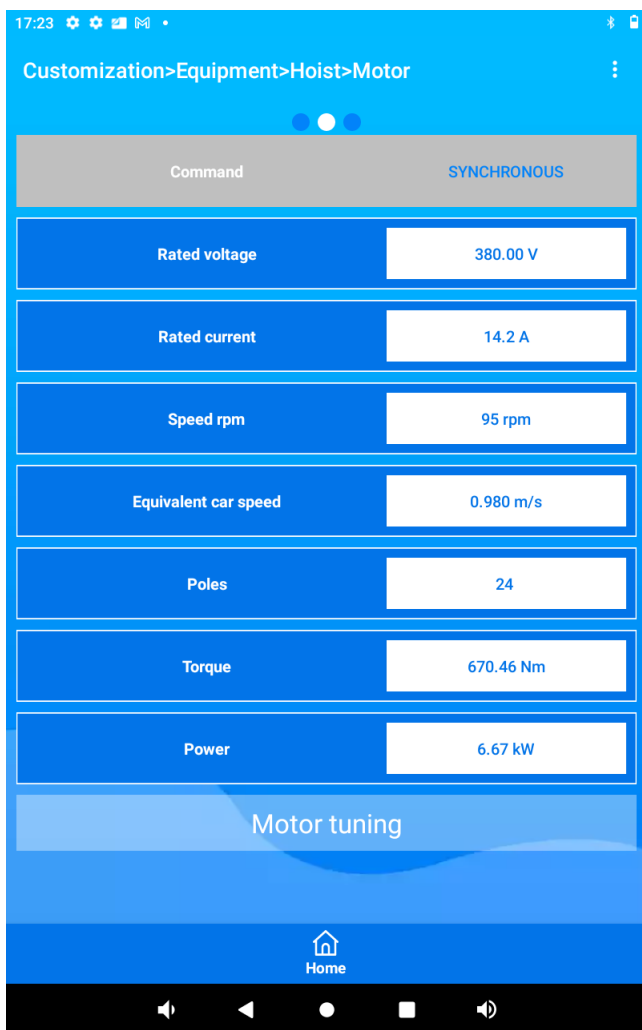 17:23
Customization>Equipment>Hoist>Motor
Command SYNCHRONOUS
Rated voltage 380.00 V
Rated current 14.2 A
Speed rpm 95 rpm
Equivalent car speed 0.980 m/s
Poles 24
Torque 670.46 Nm
Power 6.67 kW
Motor tuning
Home